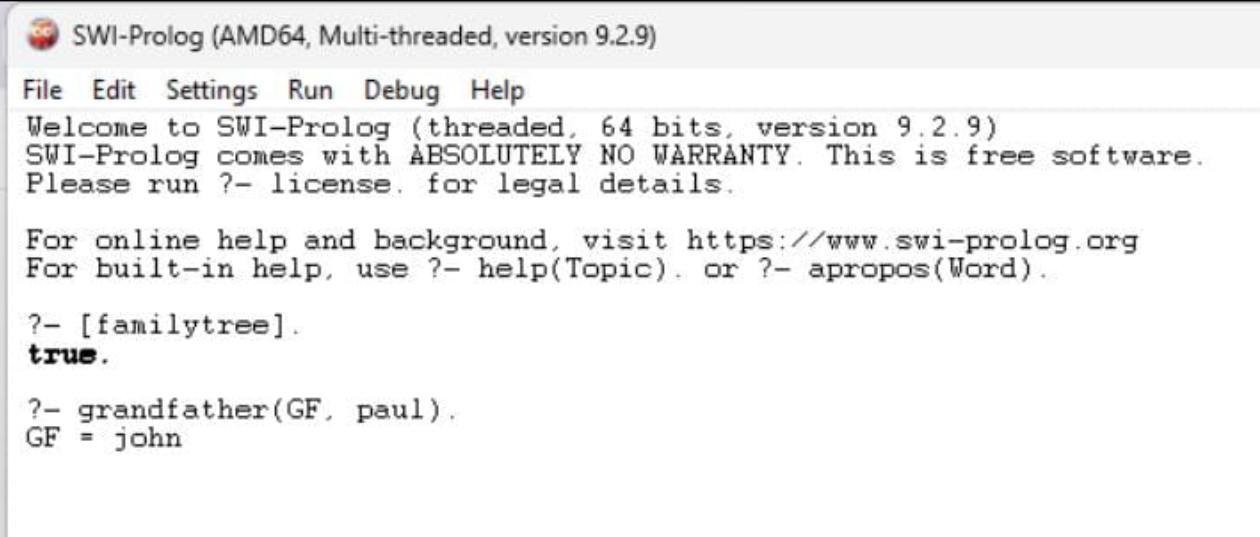 SWI-Prolog (AMD64, Multi-threaded, version 9.2.9)
File Edit Settings Run Debug Help
Welcome to SWI-Prolog (threaded, 64 bits, version 9.2.9)
SWI-Prolog comes with ABSOLUTELY NO WARRANTY. This is free software.
Please run ?- license. for legal details.
For online help and background, visit https://www.swi-prolog.org
For built-in help, use ?- help(Topic). or ?- apropos(Word).
?- [familytree].
true.
?- grandfather(GF, paul).
GF = john